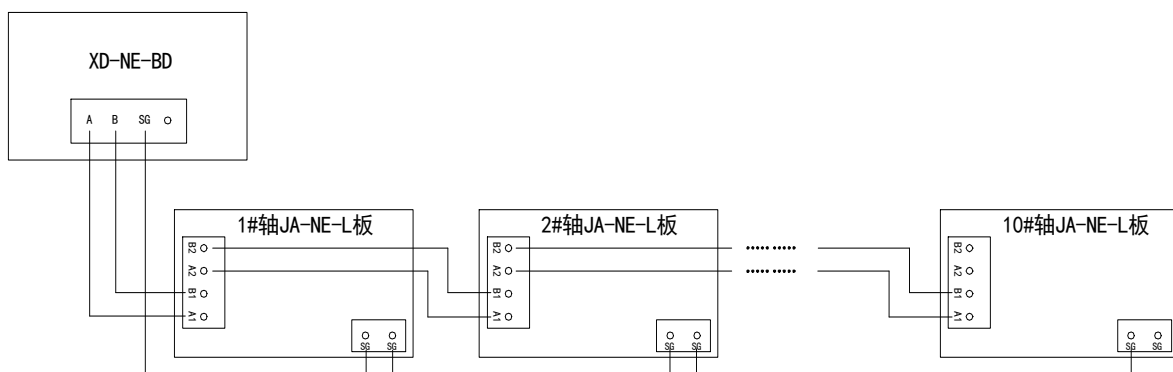 XD-NE-BD
A B SG
1#轴JA-NE-L板
B2
A2
B1
A1
SG SG
2#轴JA-NE-L板
B2
A2
B1
A1
SG SG
10#轴JA-NE-L板
B2
A2
B1
A1
SG SG